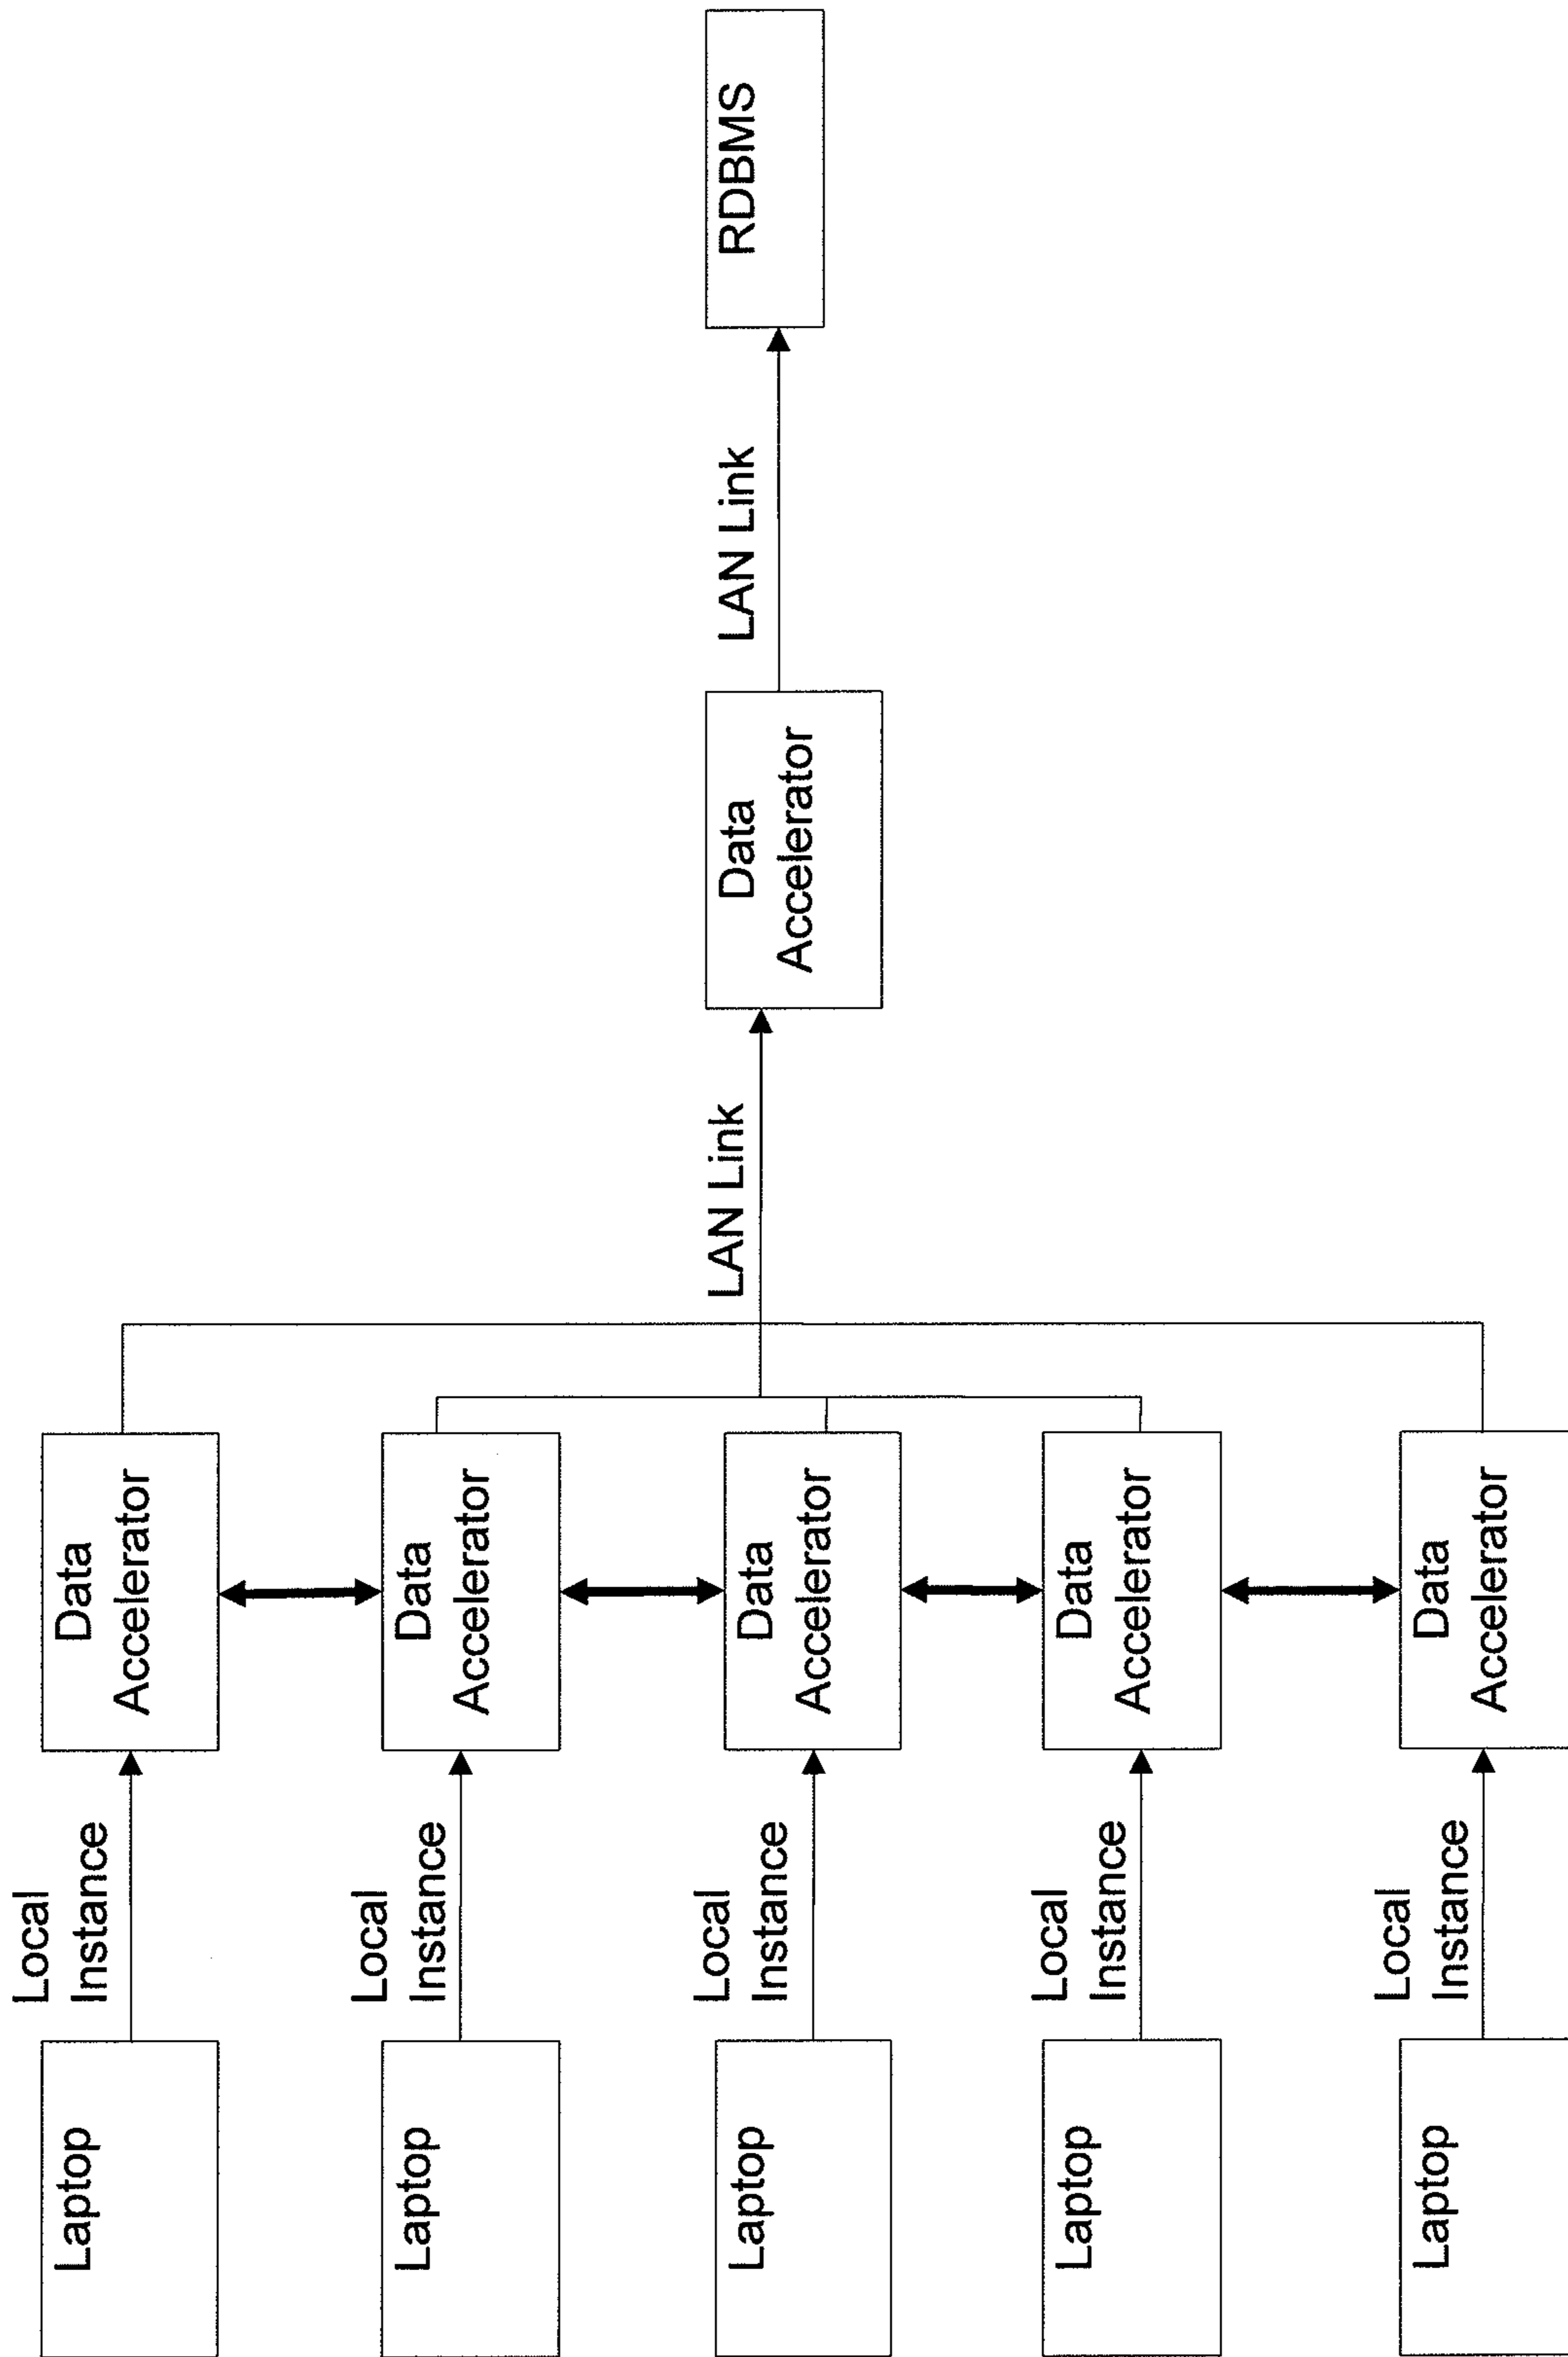 Laptop
Local
Instance
Data
Accelerator
Laptop
Local
Instance
Data
Accelerator
Laptop
Local
Instance
Data
Accelerator
LAN Link
Data
Accelerator
LAN Link
RDBMS
Laptop
Local
Instance
Data
Accelerator
Laptop
Local
Instance
Data
Accelerator